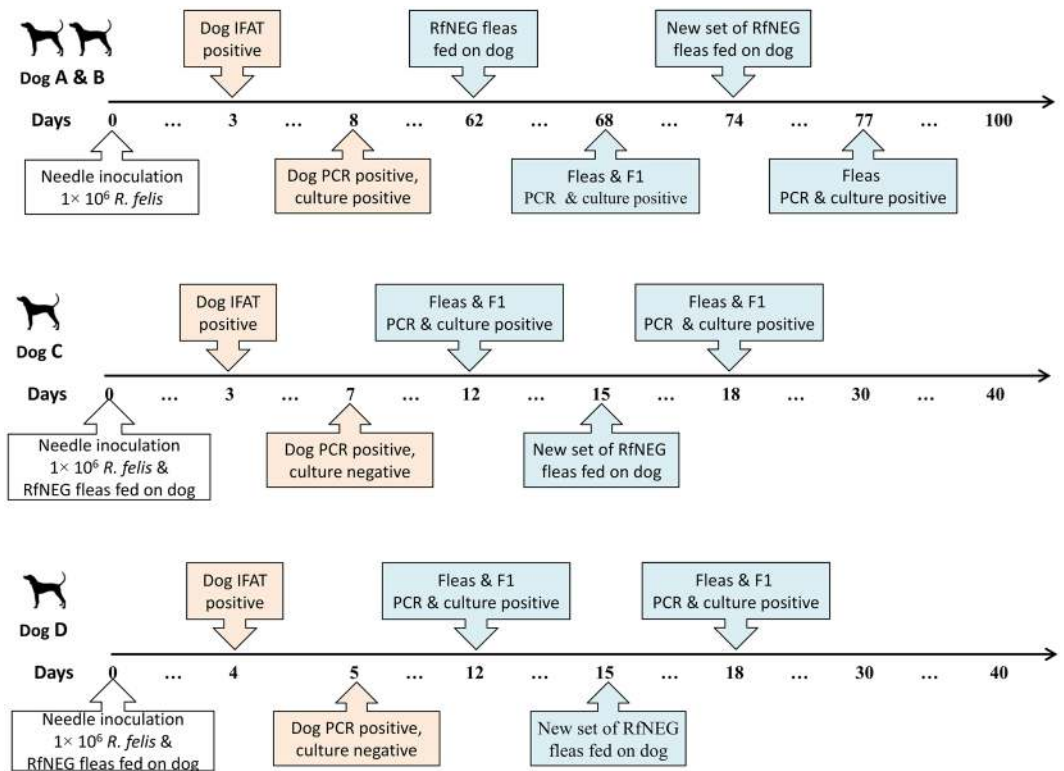 Dog IFAT
positive
RfNEG fleas
fed on dog
New set of RfNEG
fleas fed on dog
Dog A & B
Days 0 ... 3 ... 8 ... 62 ... 68 ... 74 ... 77 ... 100
Needle inoculation
1× 10⁶ R. felis
Dog PCR positive,
culture positive
Fleas & F1
PCR & culture positive
Fleas
PCR & culture positive
Dog IFAT
positive
Fleas & F1
PCR & culture positive
Fleas & F1
PCR & culture positive
Dog C
Days 0 ... 3 ... 7 ... 12 ... 15 ... 18 ... 30 ... 40
Needle inoculation
1× 10⁶ R. felis &
RfNEG fleas fed on dog
Dog PCR positive,
culture negative
New set of RfNEG
fleas fed on dog
Dog IFAT
positive
Fleas & F1
PCR & culture positive
Fleas & F1
PCR & culture positive
Dog D
Days 0 ... 4 ... 5 ... 12 ... 15 ... 18 ... 30 ... 40
Needle inoculation
1× 10⁶ R. felis &
RfNEG fleas fed on dog
Dog PCR positive,
culture negative
New set of RfNEG
fleas fed on dog